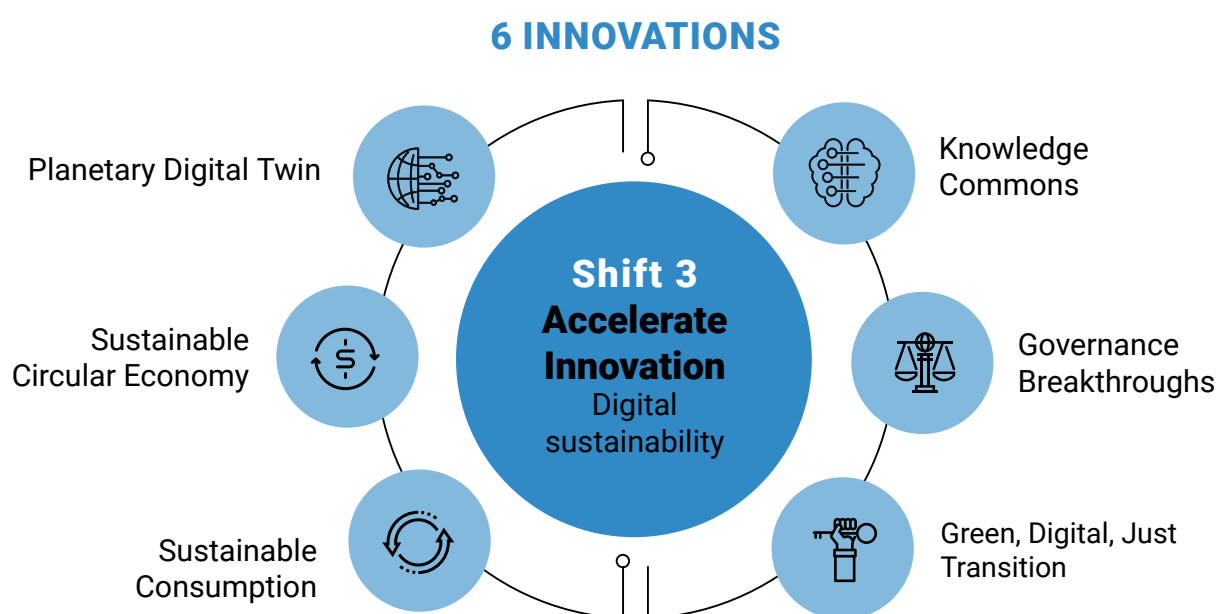 6 INNOVATIONS
Planetary Digital Twin
Knowledge
Commons
Shift 3
Accelerate
Innovation
Digital
sustainability
Sustainable
Circular Economy
Governance
Breakthroughs
Sustainable
Consumption
Green, Digital, Just
Transition